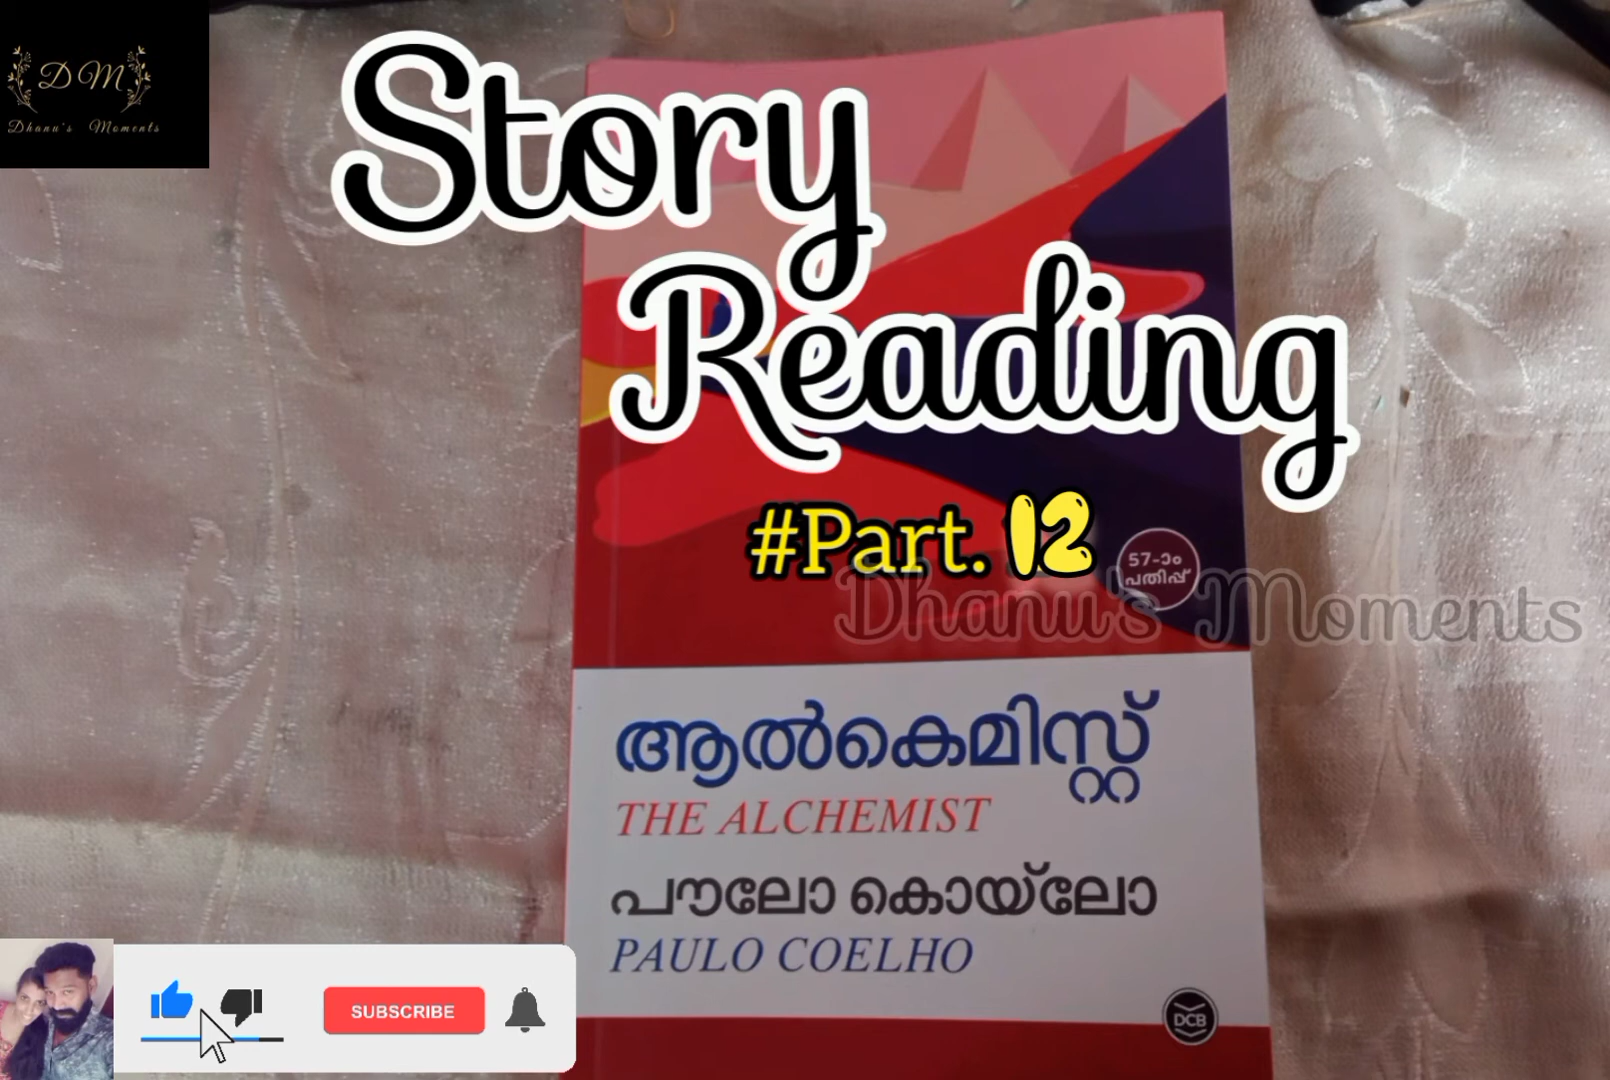 DM
Dhanu's Moments
Story
Reading
#Part. 12
57-ാം
പതിപ്പ്
Dhanu's Moments
ആൽകെമിസ്റ്റ്
THE ALCHEMIST
പൗലോ കൊയ്‌ലോ
PAULO COELHO
SUBSCRIBE
DCB